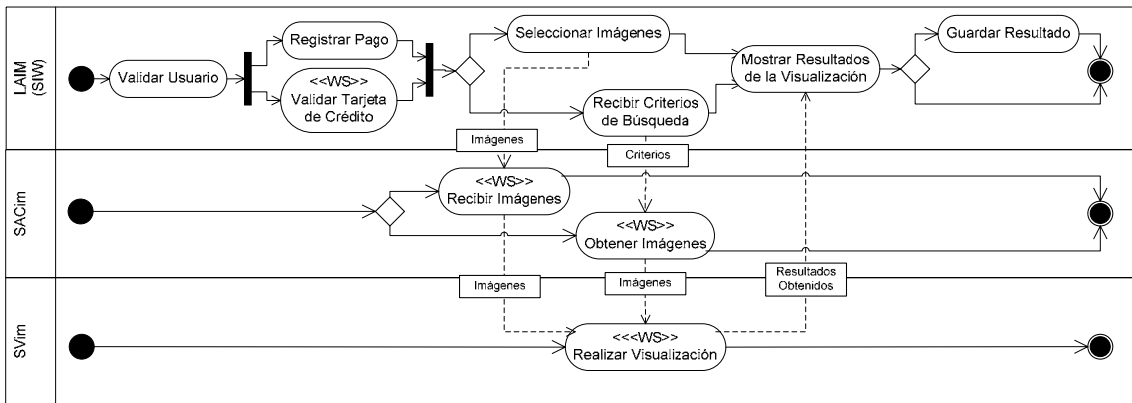 LAIM
(SIW)
Validar Usuario
Registrar Pago
<<WS>>
Validar Tarjeta
de Crédito
Seleccionar Imágenes
Recibir Criterios
de Búsqueda
Mostrar Resultados
de la Visualización
Guardar Resultado
Imágenes
Criterios
SACim
<<WS>>
Recibir Imágenes
<<WS>>
Obtener Imágenes
Imágenes
Imágenes
Resultados
Obtenidos
SVim
<<<WS>>
Realizar Visualización